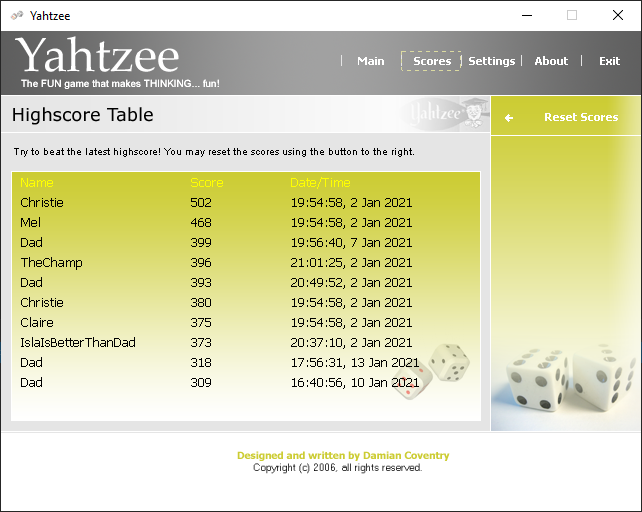 Yahtzee
Yahtzee
The FUN game that makes THINKING... fun!
Main Scores Settings About Exit
Highscore Table
Yahtzee
Reset Scores
Try to beat the latest highscore! You may reset the scores using the button to the right.
Name Score Date/Time
Christie 502 19:54:58, 2 Jan 2021
Mel 468 19:54:58, 2 Jan 2021
Dad 399 19:56:40, 7 Jan 2021
TheChamp 396 21:01:25, 2 Jan 2021
Dad 393 20:49:52, 2 Jan 2021
Christie 380 19:54:58, 2 Jan 2021
Claire 375 19:54:58, 2 Jan 2021
IslaIsBetterThanDad 373 20:37:10, 2 Jan 2021
Dad 318 17:56:31, 13 Jan 2021
Dad 309 16:40:56, 10 Jan 2021
Designed and written by Damian Coventry
Copyright (c) 2006, all rights reserved.